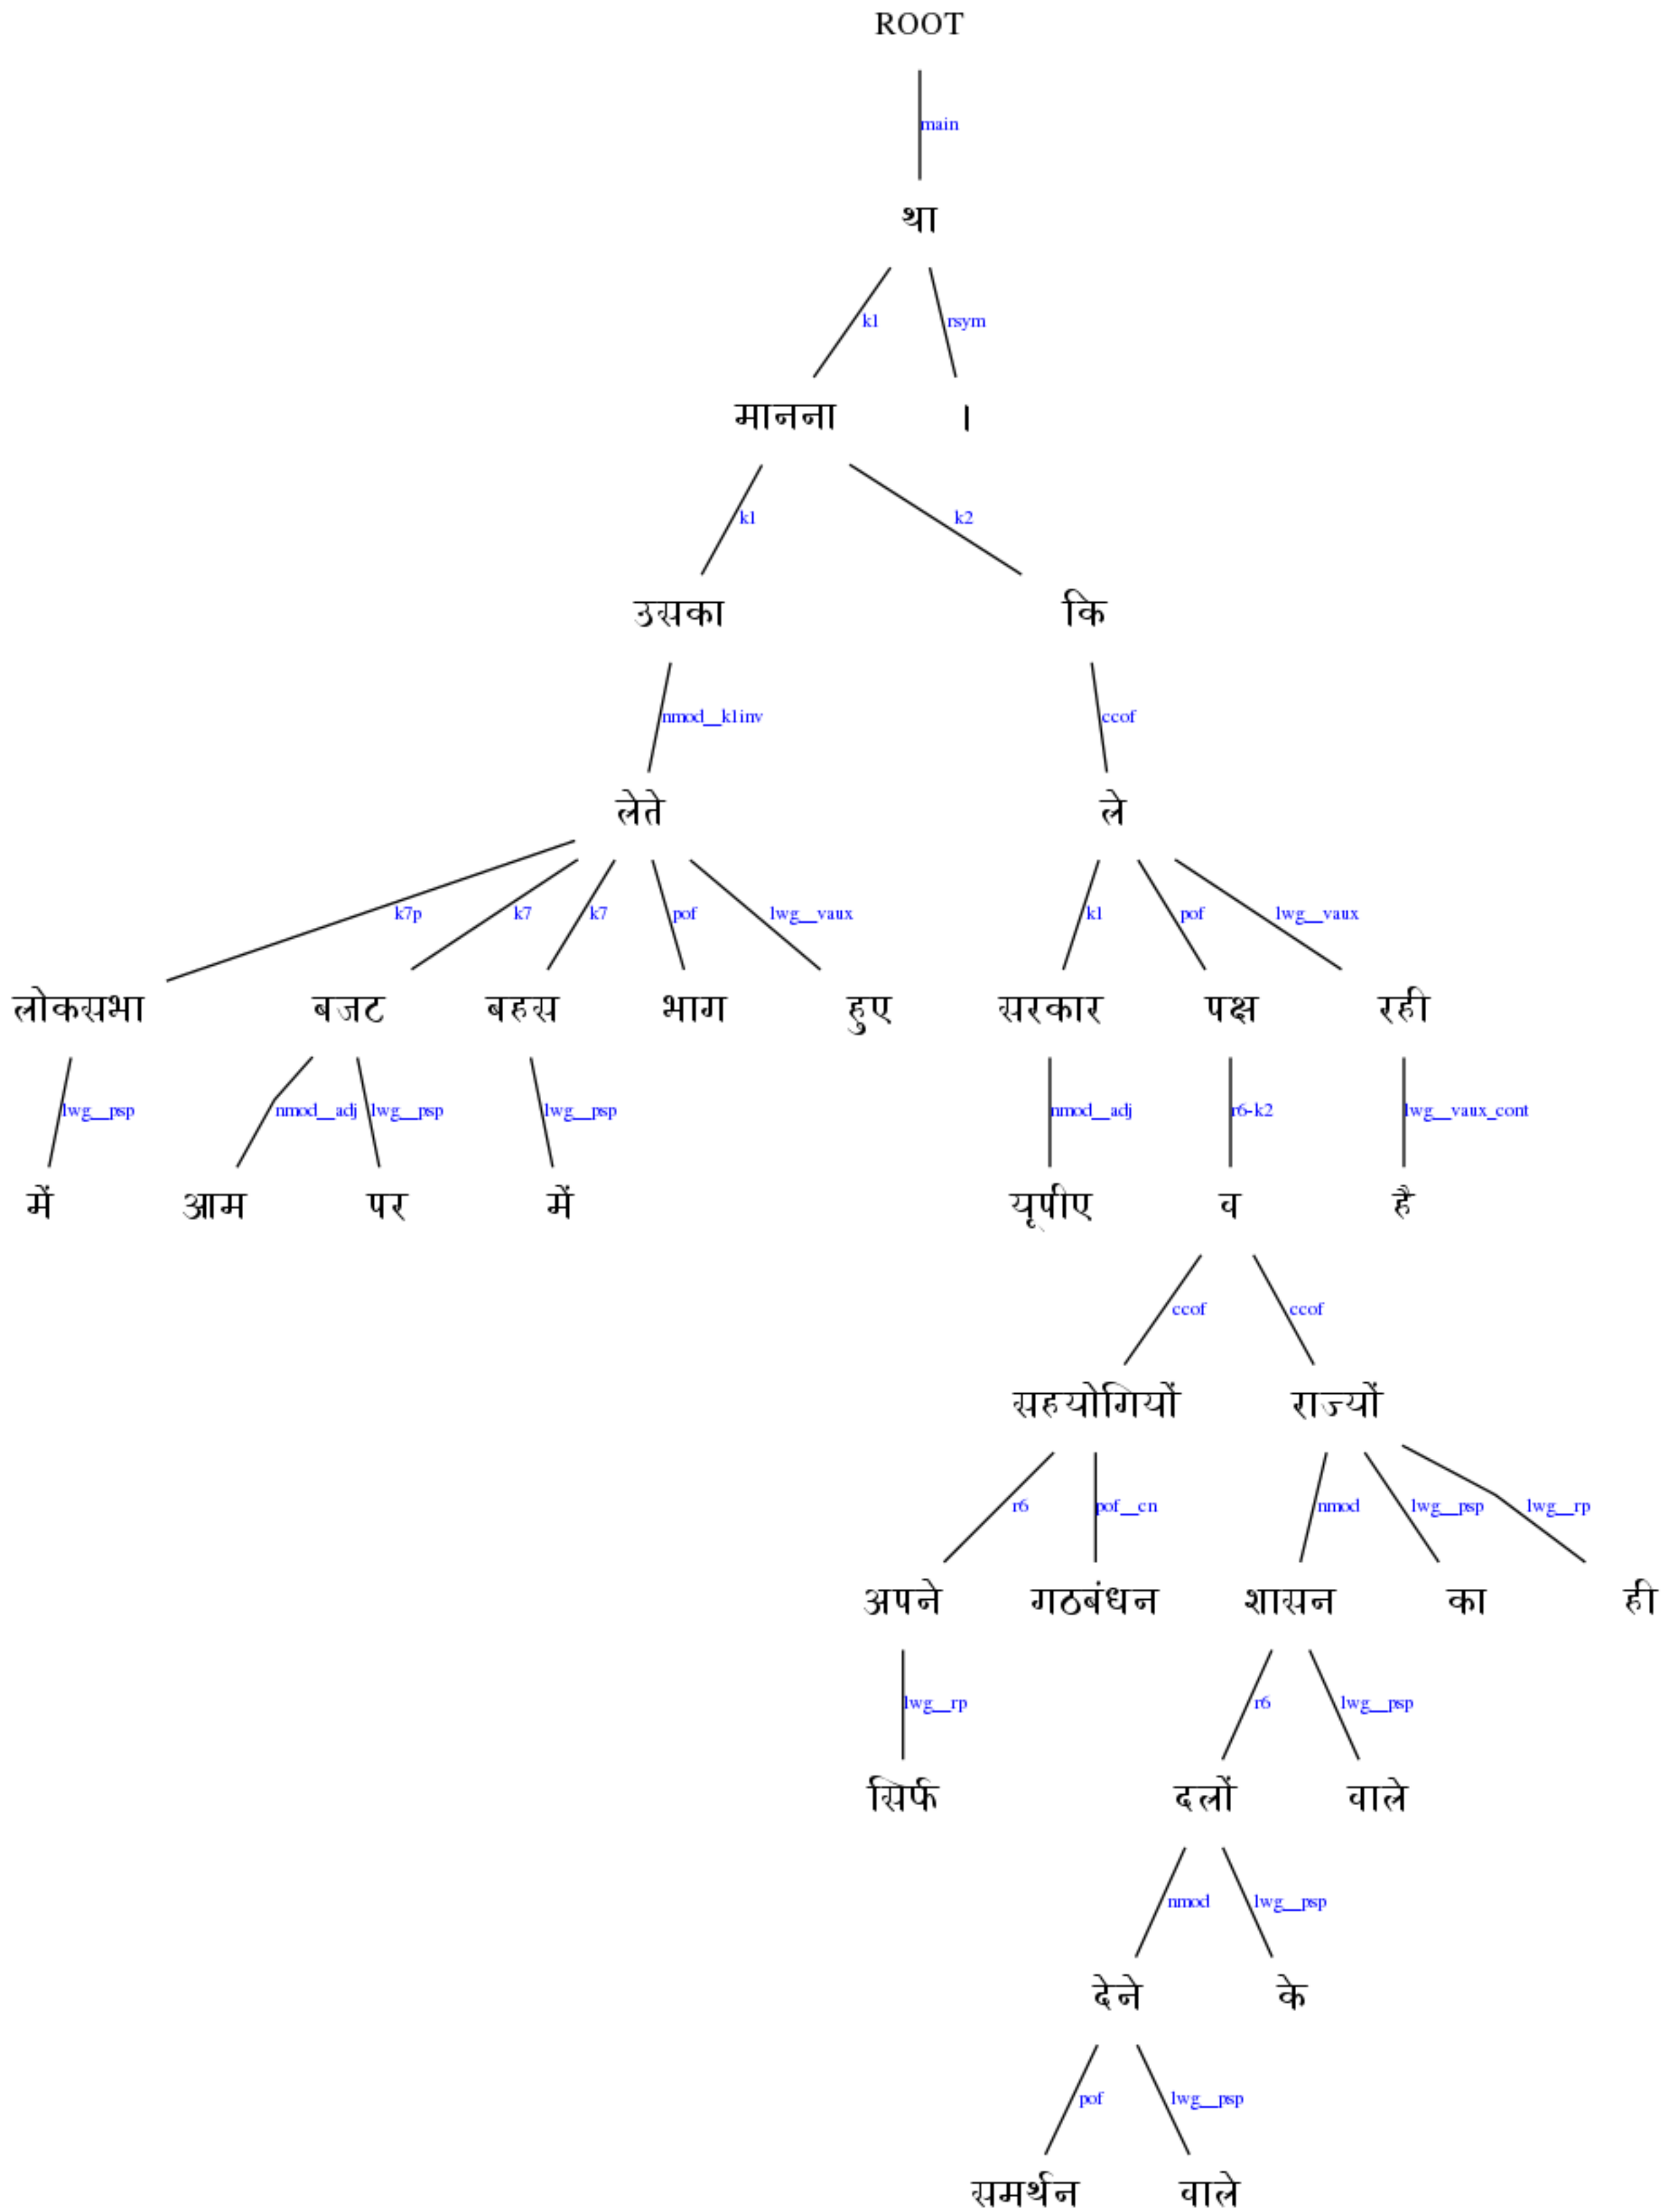 ROOT
main
था
k1 rsym
मानना ।
k1 k2
उसका कि
nmod__k1inv ccof
लेते ले
k7p k7 k7 pof lwg__vaux k1 pof lwg__vaux
लोकसभा बजट बहस भाग हुए सरकार पक्ष रही
lwg__psp nmod__adj lwg__psp lwg__psp nmod__adj r6-k2 lwg__vaux_cont
में आम पर में यूपीए व है
ccof ccof
सहयोगियों राज्यों
r6 pof__cn nmod lwg__psp lwg__rp
अपने गठबंधन शासन का ही
lwg__rp r6 lwg__psp
सिर्फ दलों वाले
nmod lwg__psp
देने के
pof lwg__psp
समर्थन वाले